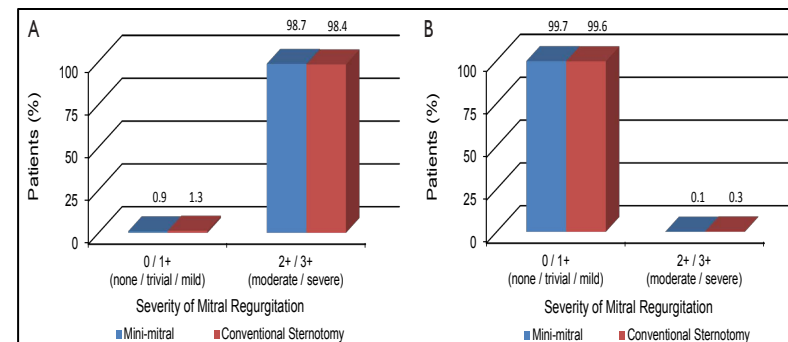 A
98.7 98.4
100
75
50
25
0
Patients (%)
0.9 1.3
0 / 1+ 2+ / 3+
(none / trivial / mild) (moderate / severe)
Severity of Mitral Regurgitation
Mini-mitral Conventional Sternotomy
B
99.7 99.6
100
75
50
25
0
Patients (%)
0.1 0.3
0 / 1+ 2+ / 3+
(none / trivial / mild) (moderate / severe)
Severity of Mitral Regurgitation
Mini-mitral Conventional Sternotomy